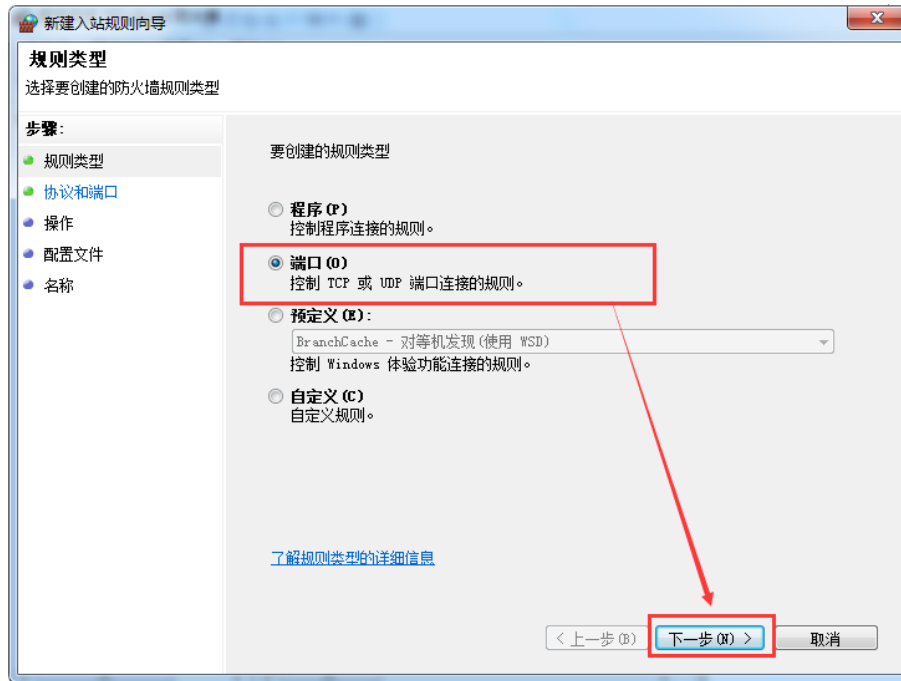 新建入站规则向导
规则类型
选择要创建的防火墙规则类型
步骤:
规则类型
协议和端口
操作
配置文件
名称
要创建的规则类型
程序(P)
控制程序连接的规则。
端口(O)
控制 TCP 或 UDP 端口连接的规则。
预定义(E):
BranchCache - 对等机发现(使用 WSD)
控制 Windows 体验功能连接的规则。
自定义(C)
自定义规则。
了解规则类型的详细信息
< 上一步(B)
下一步(N) >
取消